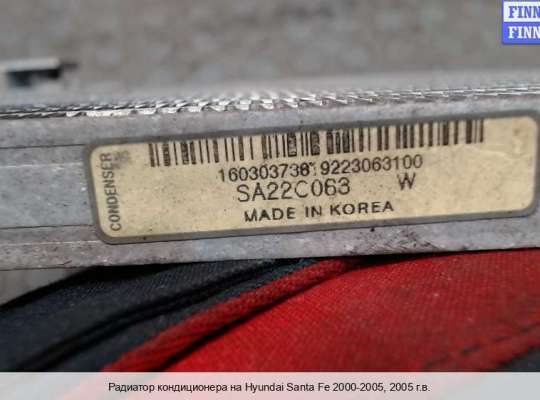 FINN
FINN
CONDENSER
160303738 9223063100
SA22C063 W
MADE IN KOREA
Радиатор кондиционера на Hyundai Santa Fe 2000-2005, 2005 г.в.